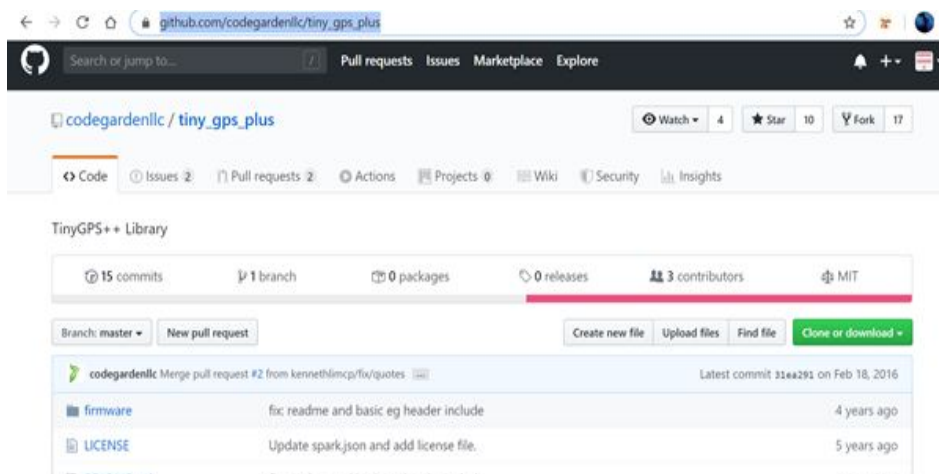 github.com/codegardenllc/tiny_gps_plus
Search or jump to... / Pull requests Issues Marketplace Explore
codegardenllc / tiny_gps_plus Watch 4 Star 10 Fork 17
Code Issues 2 Pull requests 2 Actions Projects 0 Wiki Security Insights
TinyGPS++ Library
15 commits 1 branch 0 packages 0 releases 3 contributors MIT
Branch: master New pull request Create new file Upload files Find file Clone or download
codegardenllc Merge pull request #2 from kennethlimcp/fix/quotes ... Latest commit 31ea291 on Feb 18, 2016
firmware fix: readme and basic eg header include 4 years ago
LICENSE Update spark.json and add license file. 5 years ago